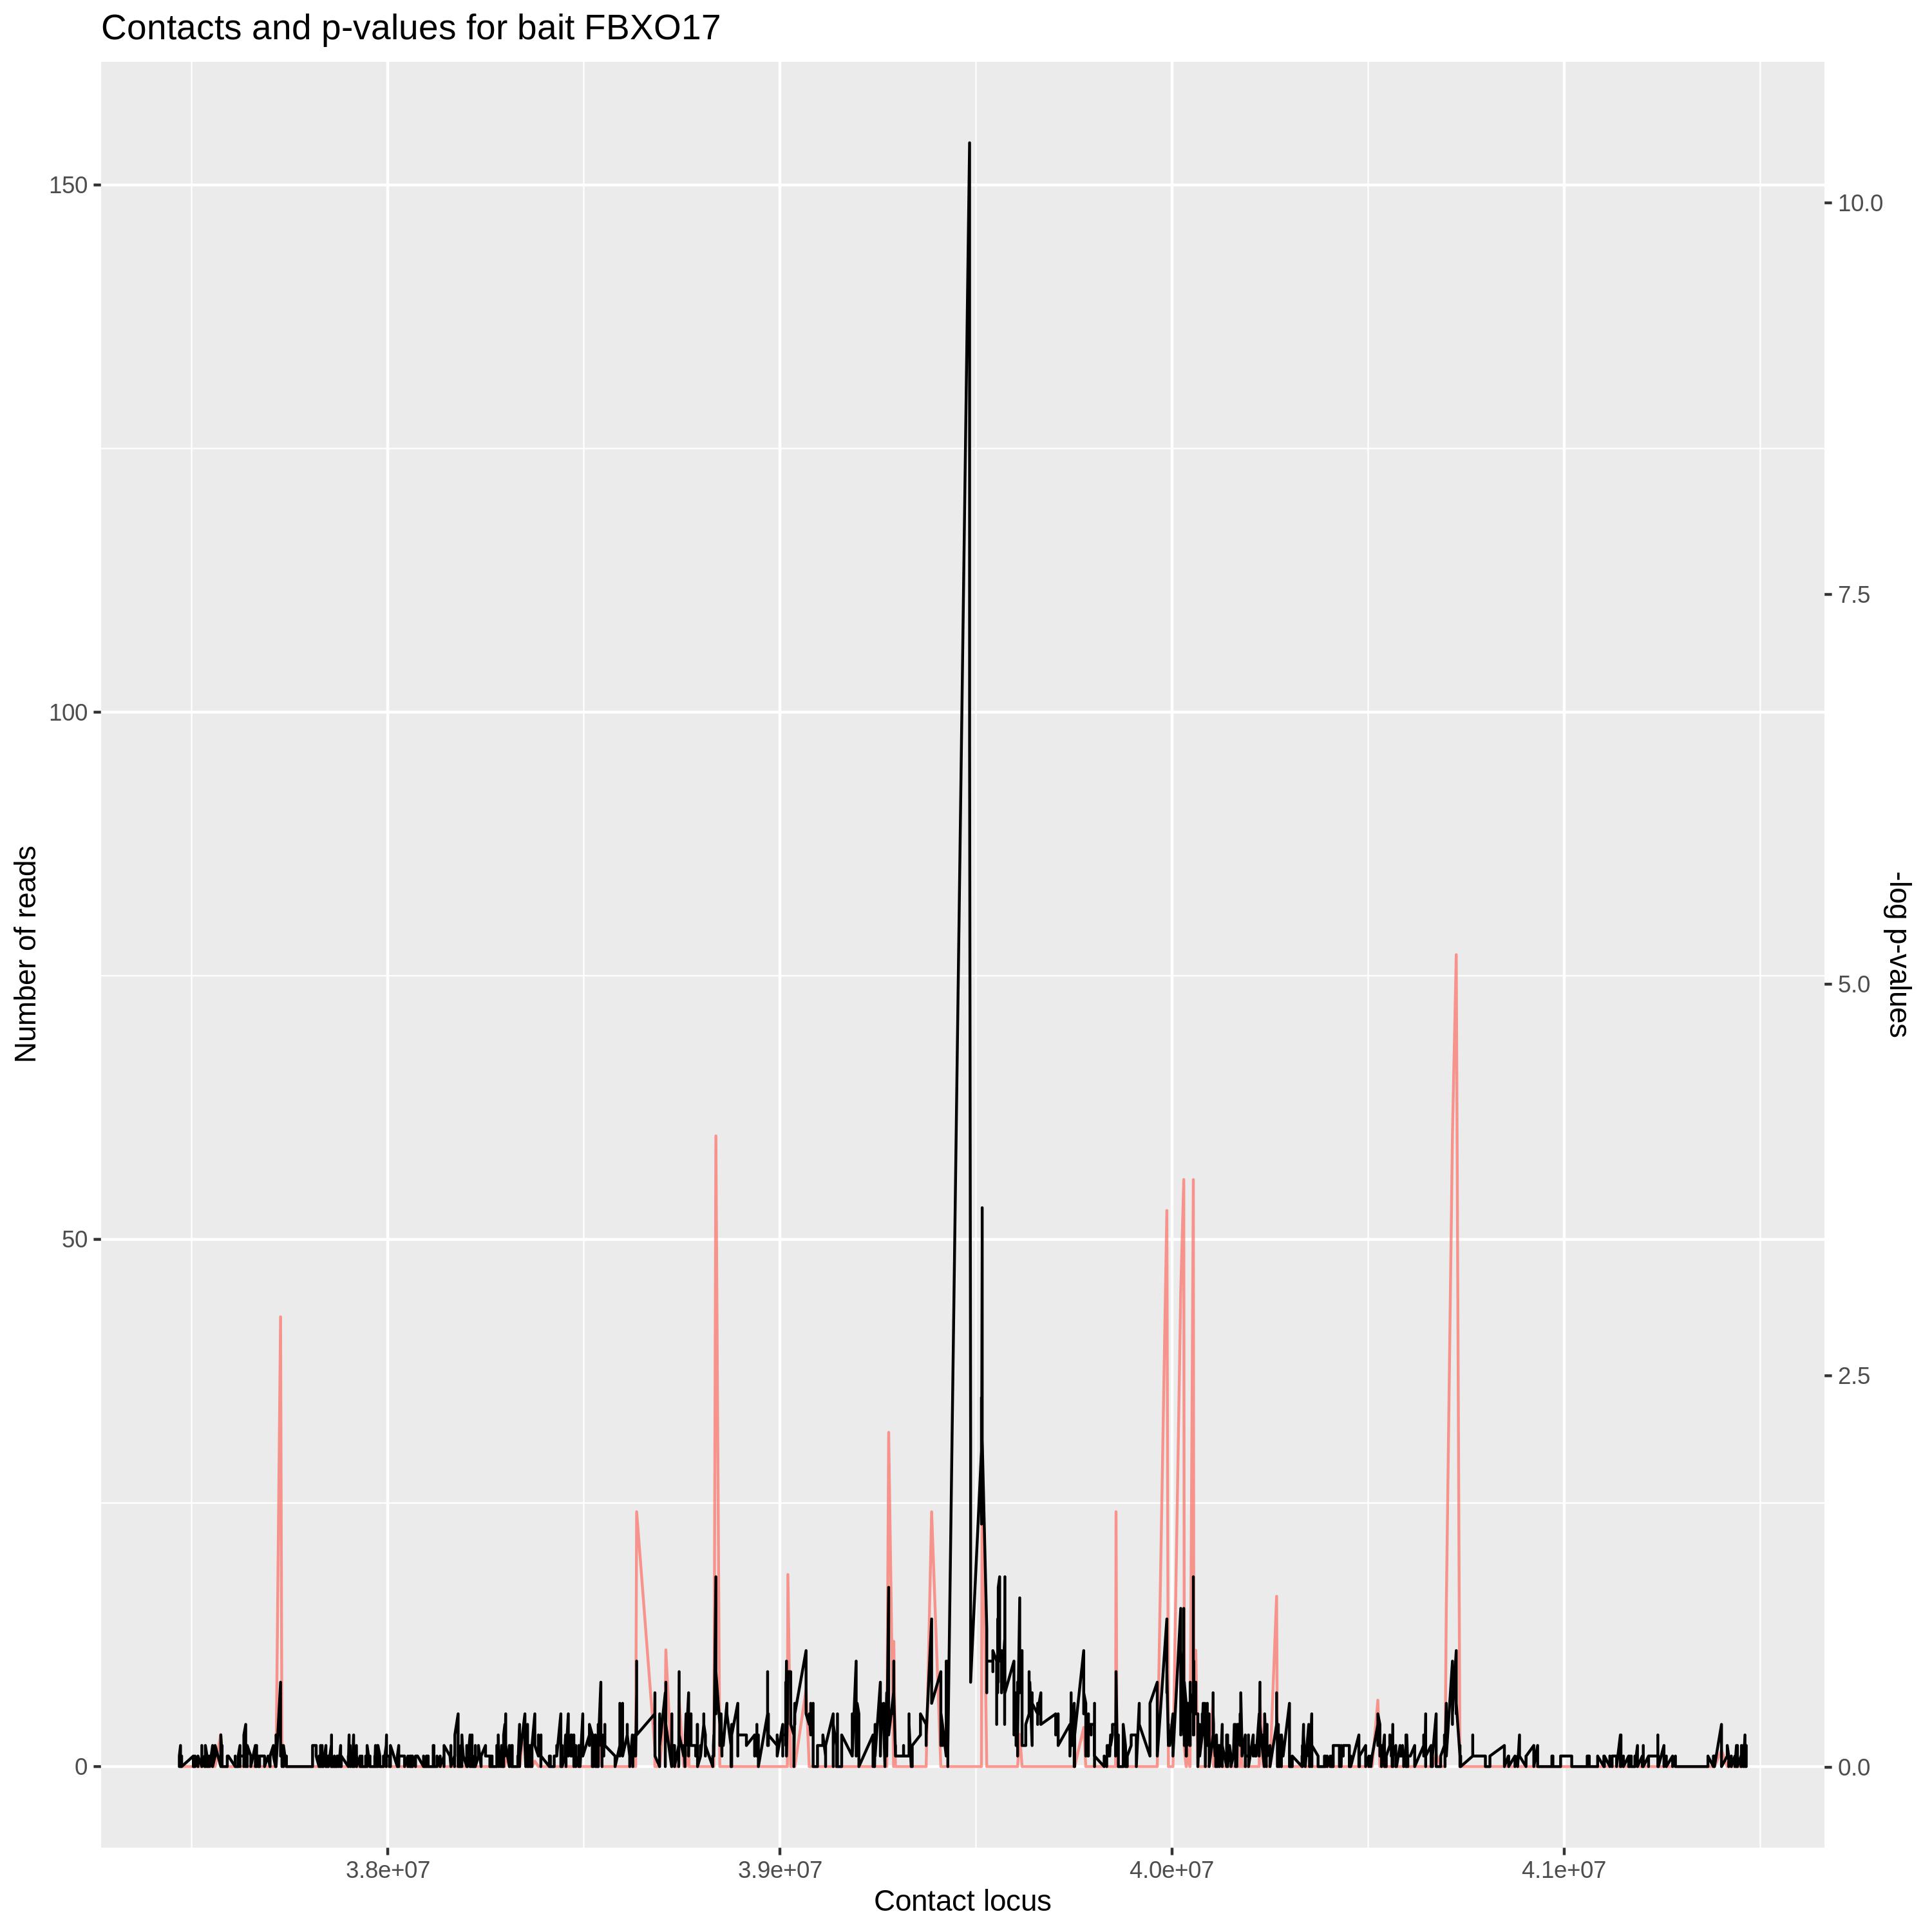 Contacts and p-values for bait FBXO17
150
100
50
0
Number of reads
10.0
7.5
5.0
2.5
0.0
-log p-values
3.8e+07
3.9e+07
4.0e+07
4.1e+07
Contact locus